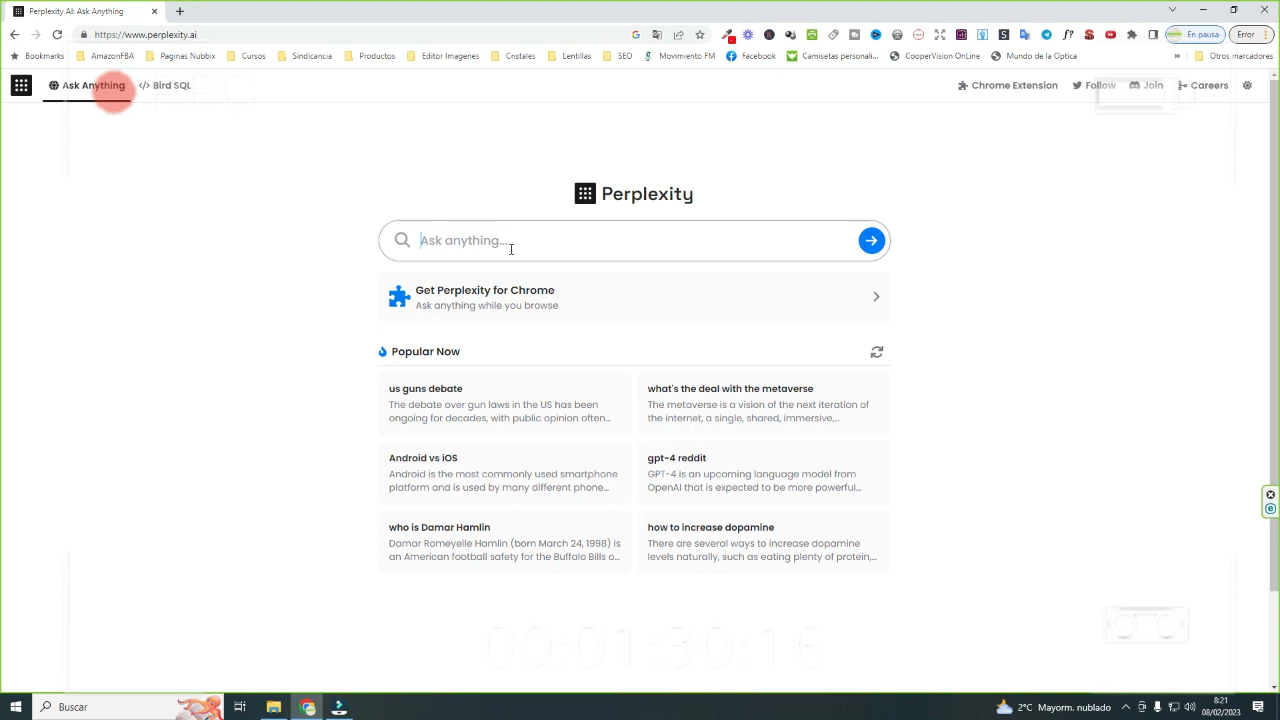 Perplexity AI: Ask Anything
https://www.perplexity.ai
En pausa
Error
Bookmarks
AmazonFBA
Paginas Nubbix
Cursos
Sindicancia
Productos
Editor Imagenes
Cristales
Lentillas
SEO
Movimiento FM
Facebook
Camisetas personali...
CooperVision OnLine
Mundo de la Optica
»
Otros marcadores
Ask Anything
</> Bird SQL
Chrome Extension
Follow
Join
Careers
Perplexity
Ask anything...
Get Perplexity for Chrome
Ask anything while you browse
Popular Now
us guns debate
The debate over gun laws in the US has been
ongoing for decades, with public opinion often...
what's the deal with the metaverse
The metaverse is a vision of the next iteration of
the internet, a single, shared, immersive,...
Android vs iOS
Android is the most commonly used smartphone
platform and is used by many different phone...
gpt-4 reddit
GPT-4 is an upcoming language model from
OpenAI that is expected to be more powerful...
who is Damar Hamlin
Damar Romeyelle Hamlin (born March 24, 1998) is
an American football safety for the Buffalo Bills o...
how to increase dopamine
There are several ways to increase dopamine
levels naturally, such as eating plenty of protein,...
00:01:30:16
Buscar
2°C Mayorm. nublado
8:21
08/02/2023